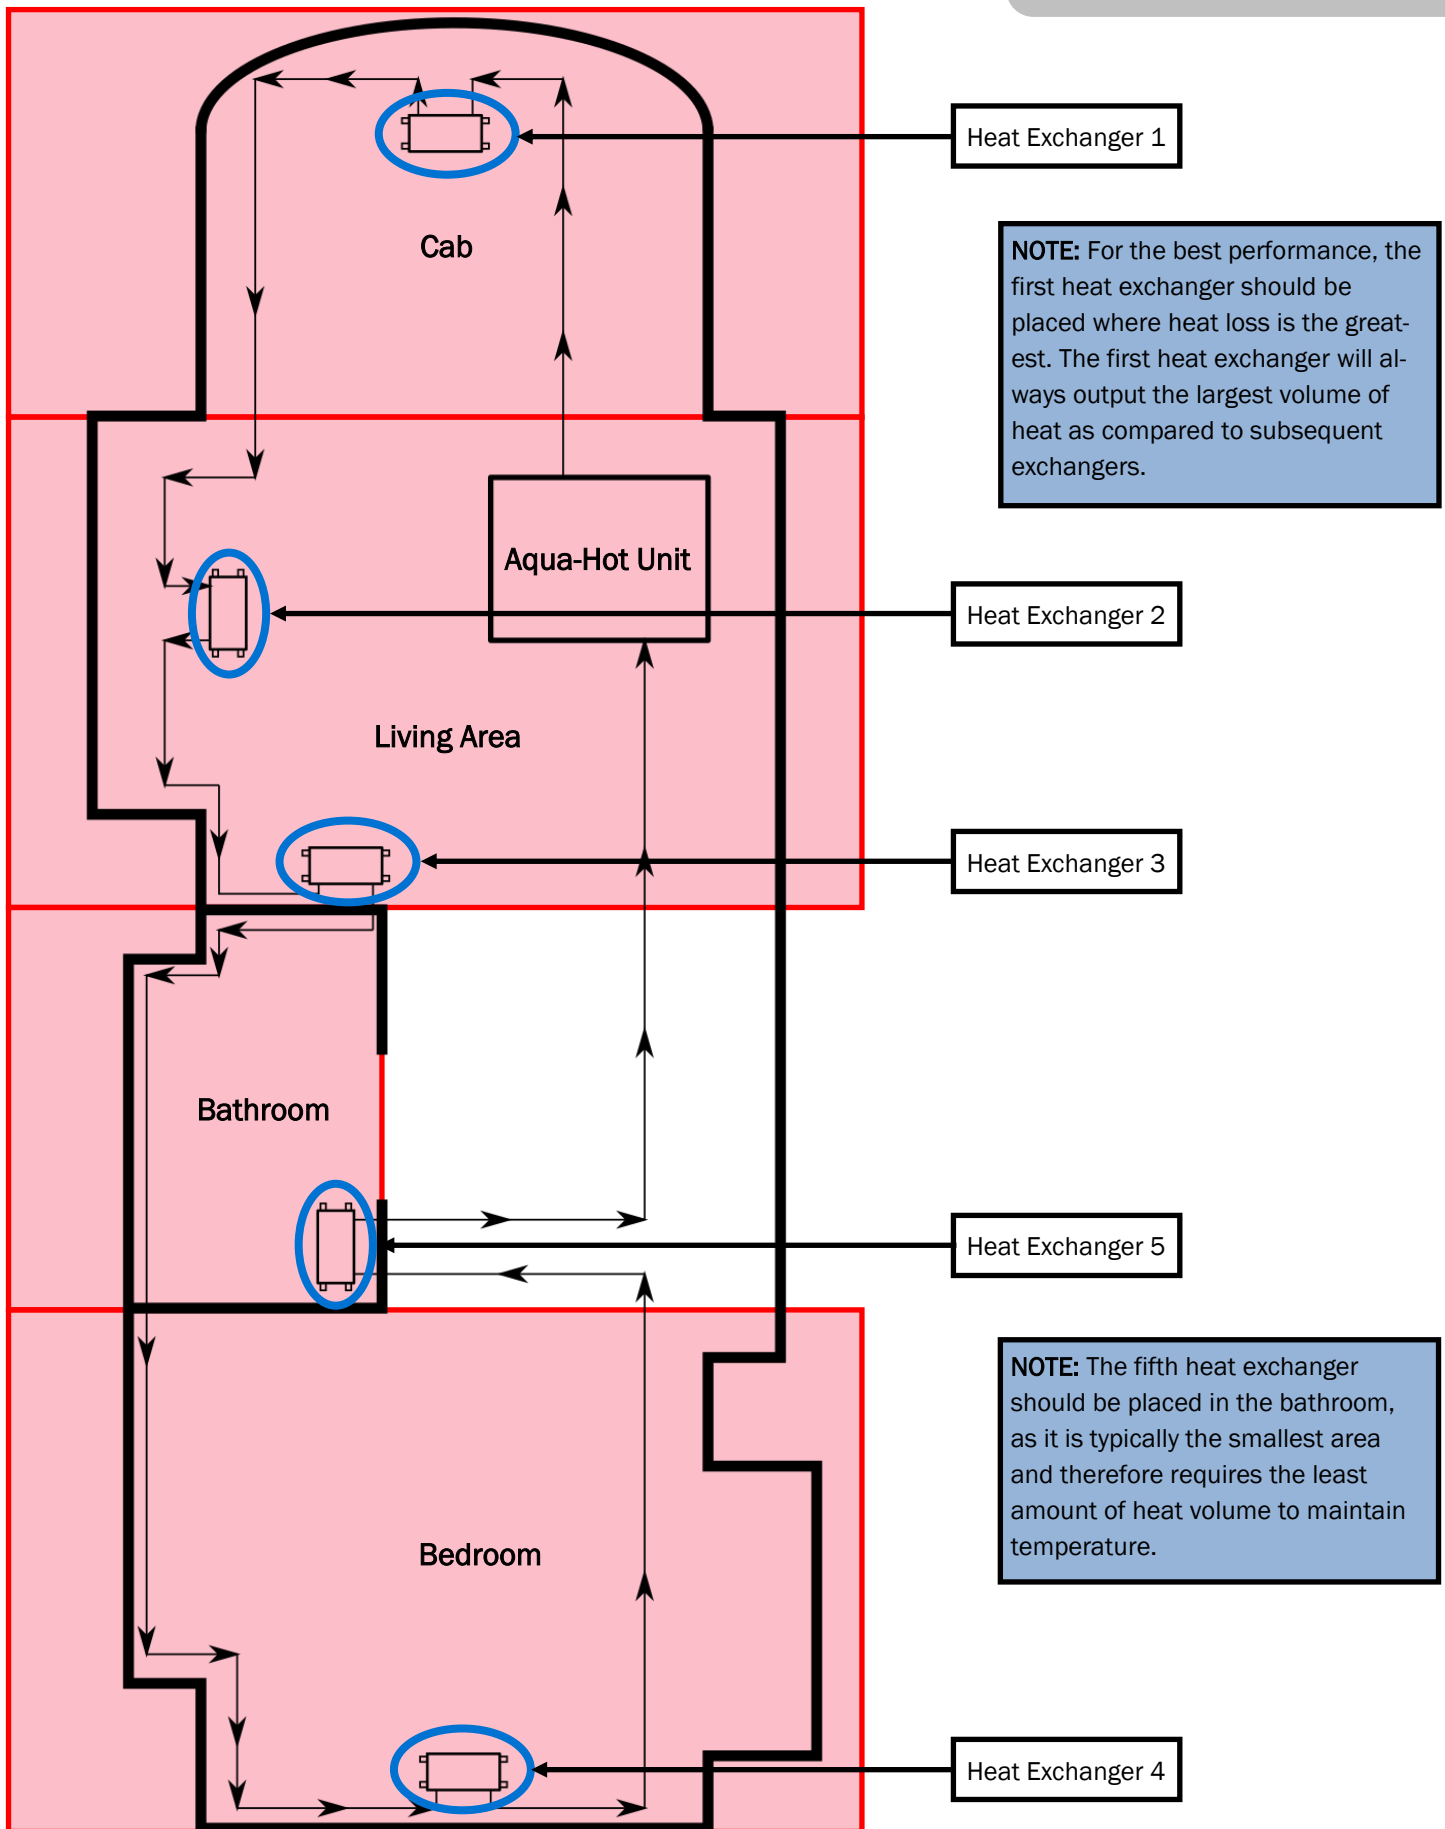 Heat Exchanger 1
Cab
NOTE: For the best performance, the
first heat exchanger should be
placed where heat loss is the great-
est. The first heat exchanger will al-
ways output the largest volume of
heat as compared to subsequent
exchangers.
Aqua-Hot Unit
Heat Exchanger 2
Living Area
Heat Exchanger 3
Bathroom
Heat Exchanger 5
NOTE: The fifth heat exchanger
should be placed in the bathroom,
as it is typically the smallest area
and therefore requires the least
amount of heat volume to maintain
temperature.
Bedroom
Heat Exchanger 4